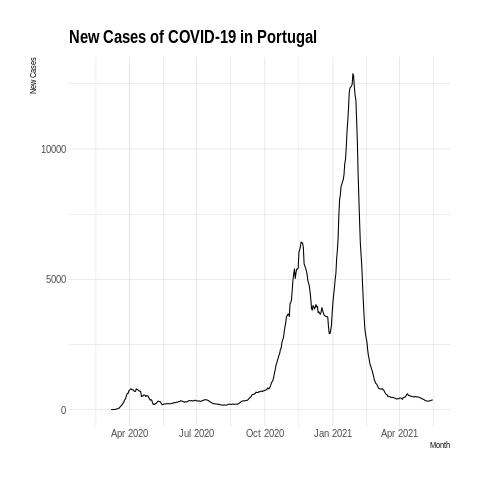 New Cases of COVID-19 in Portugal
New Cases
10000
5000
0
Apr 2020 Jul 2020 Oct 2020 Jan 2021 Apr 2021
Month